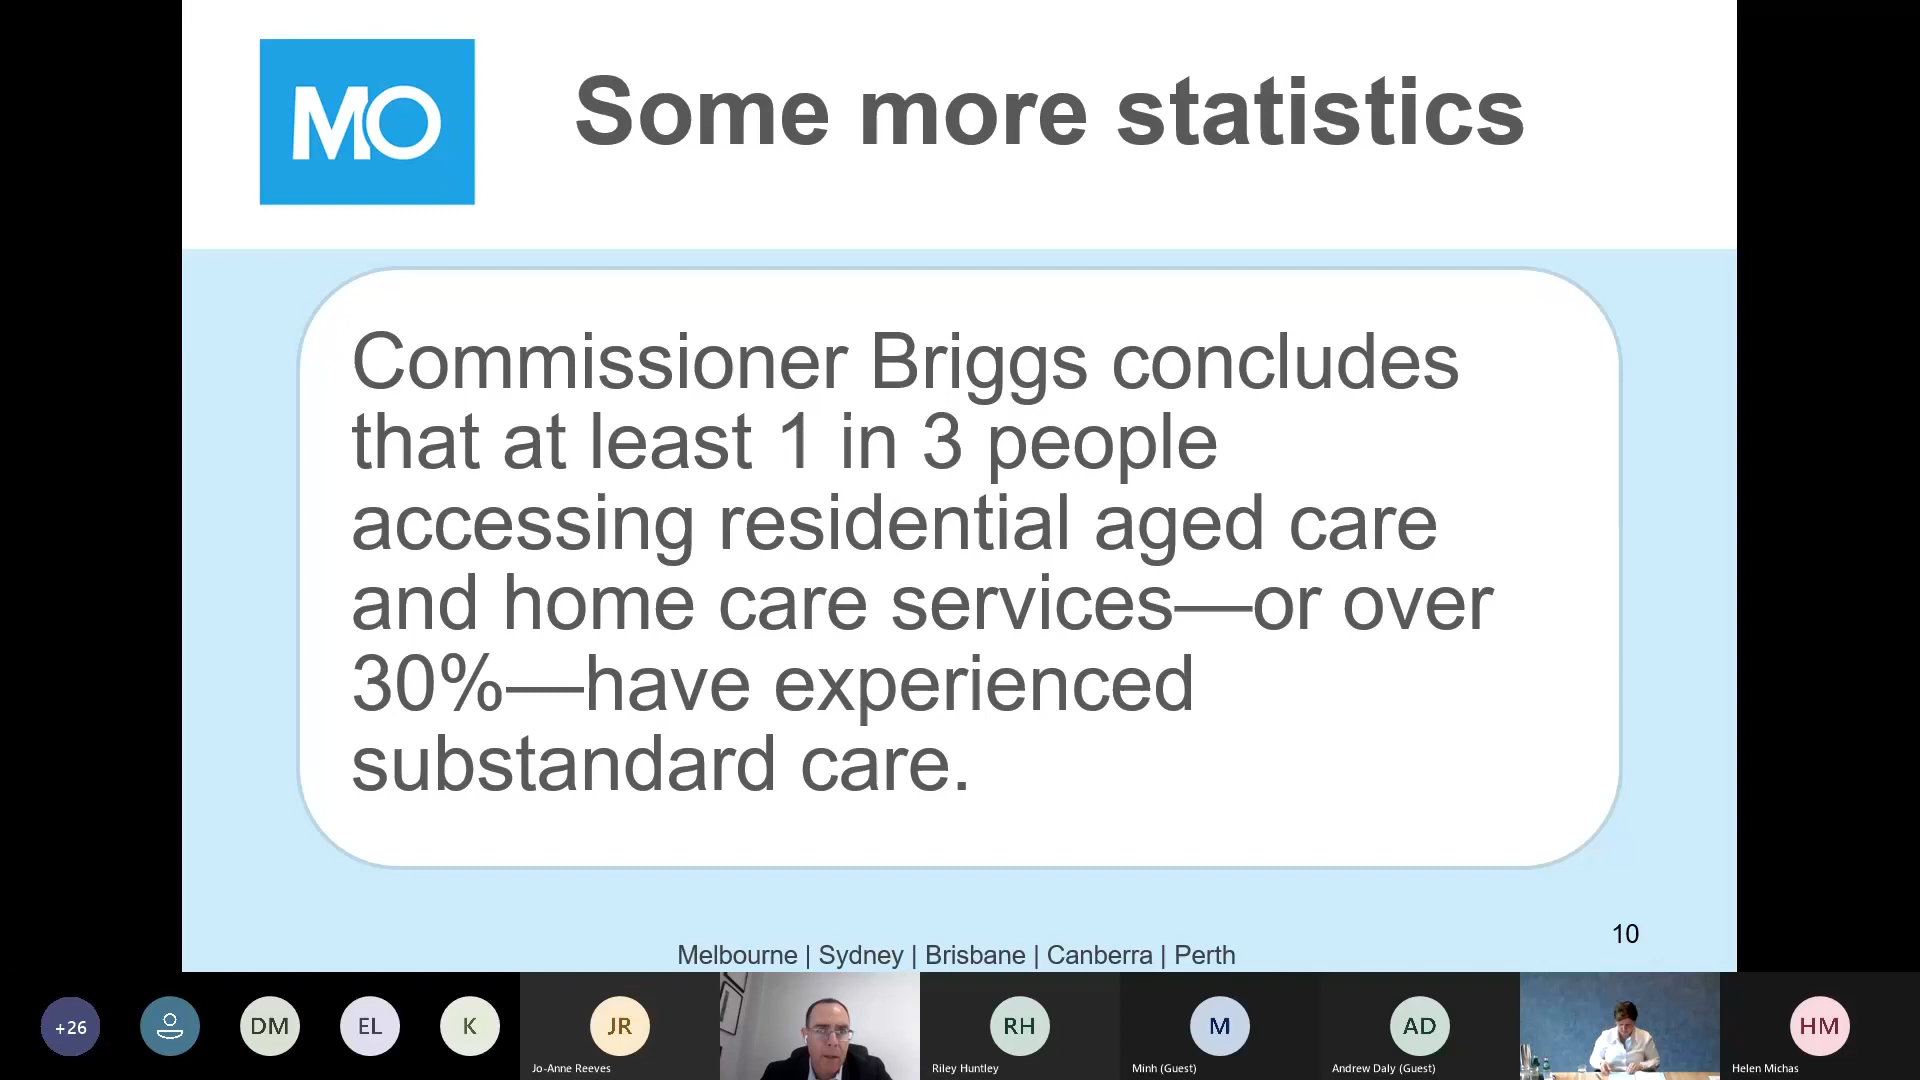 MO
Some more statistics
Commissioner Briggs concludes
that at least 1 in 3 people
accessing residential aged care
and home care services—or over
30%—have experienced
substandard care.
10
Melbourne | Sydney | Brisbane | Canberra | Perth
+26
DM
EL
K
JR
Jo-Anne Reeves
RH
Riley Huntley
M
Minh (Guest)
AD
Andrew Daly (Guest)
HM
Helen Michas